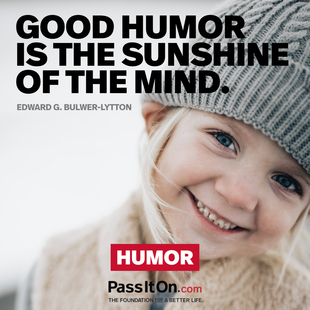 GOOD HUMOR
IS THE SUNSHINE
OF THE MIND.
EDWARD G. BULWER-LYTTON
HUMOR
PassItOn.com
THE FOUNDATION FOR A BETTER LIFE.